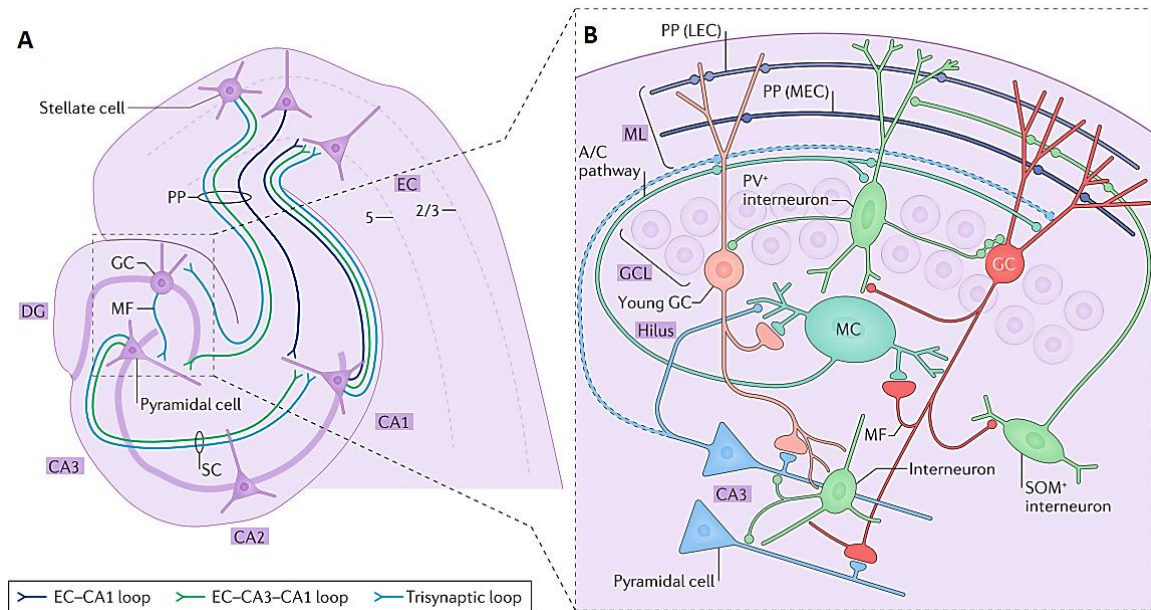 A
Stellate cell
EC
PP
5
2/3
GC
DG
MF
Pyramidal cell
CA1
CA3
SC
CA2
EC–CA1 loop
EC–CA3–CA1 loop
Trisynaptic loop
B
PP (LEC)
PP (MEC)
ML
A/C
pathway
PV⁺
interneuron
GCL
GC
Young GC
Hilus
MC
MF
Interneuron
CA3
SOM⁺
interneuron
Pyramidal cell